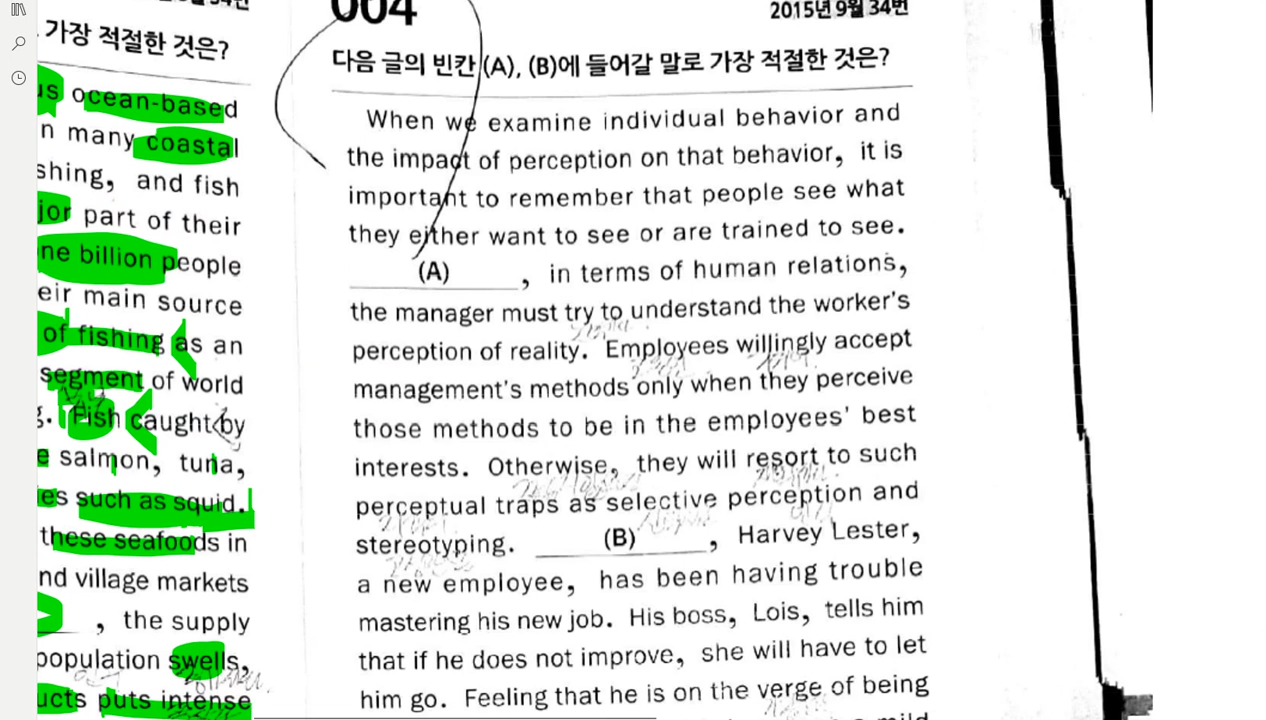 가장 적절한 것은?
us ocean-based
n many coastal
shing, and fish
jor part of their
ne billion people
eir main source
of fishing as an
segment of world
g. Fish caught by
e salmon, tuna,
es such as squid.
these seafoods in
nd village markets
, the supply
population swells,
ucts puts intense
004
2015년 9월 34번
다음 글의 빈칸 (A), (B)에 들어갈 말로 가장 적절한 것은?
When we examine individual behavior and
the impact of perception on that behavior, it is
important to remember that people see what
they either want to see or are trained to see.
(A) , in terms of human relations,
the manager must try to understand the worker's
perception of reality. Employees willingly accept
management's methods only when they perceive
those methods to be in the employees' best
interests. Otherwise, they will resort to such
perceptual traps as selective perception and
stereotyping. (B) , Harvey Lester,
a new employee, has been having trouble
mastering his new job. His boss, Lois, tells him
that if he does not improve, she will have to let
him go. Feeling that he is on the verge of being